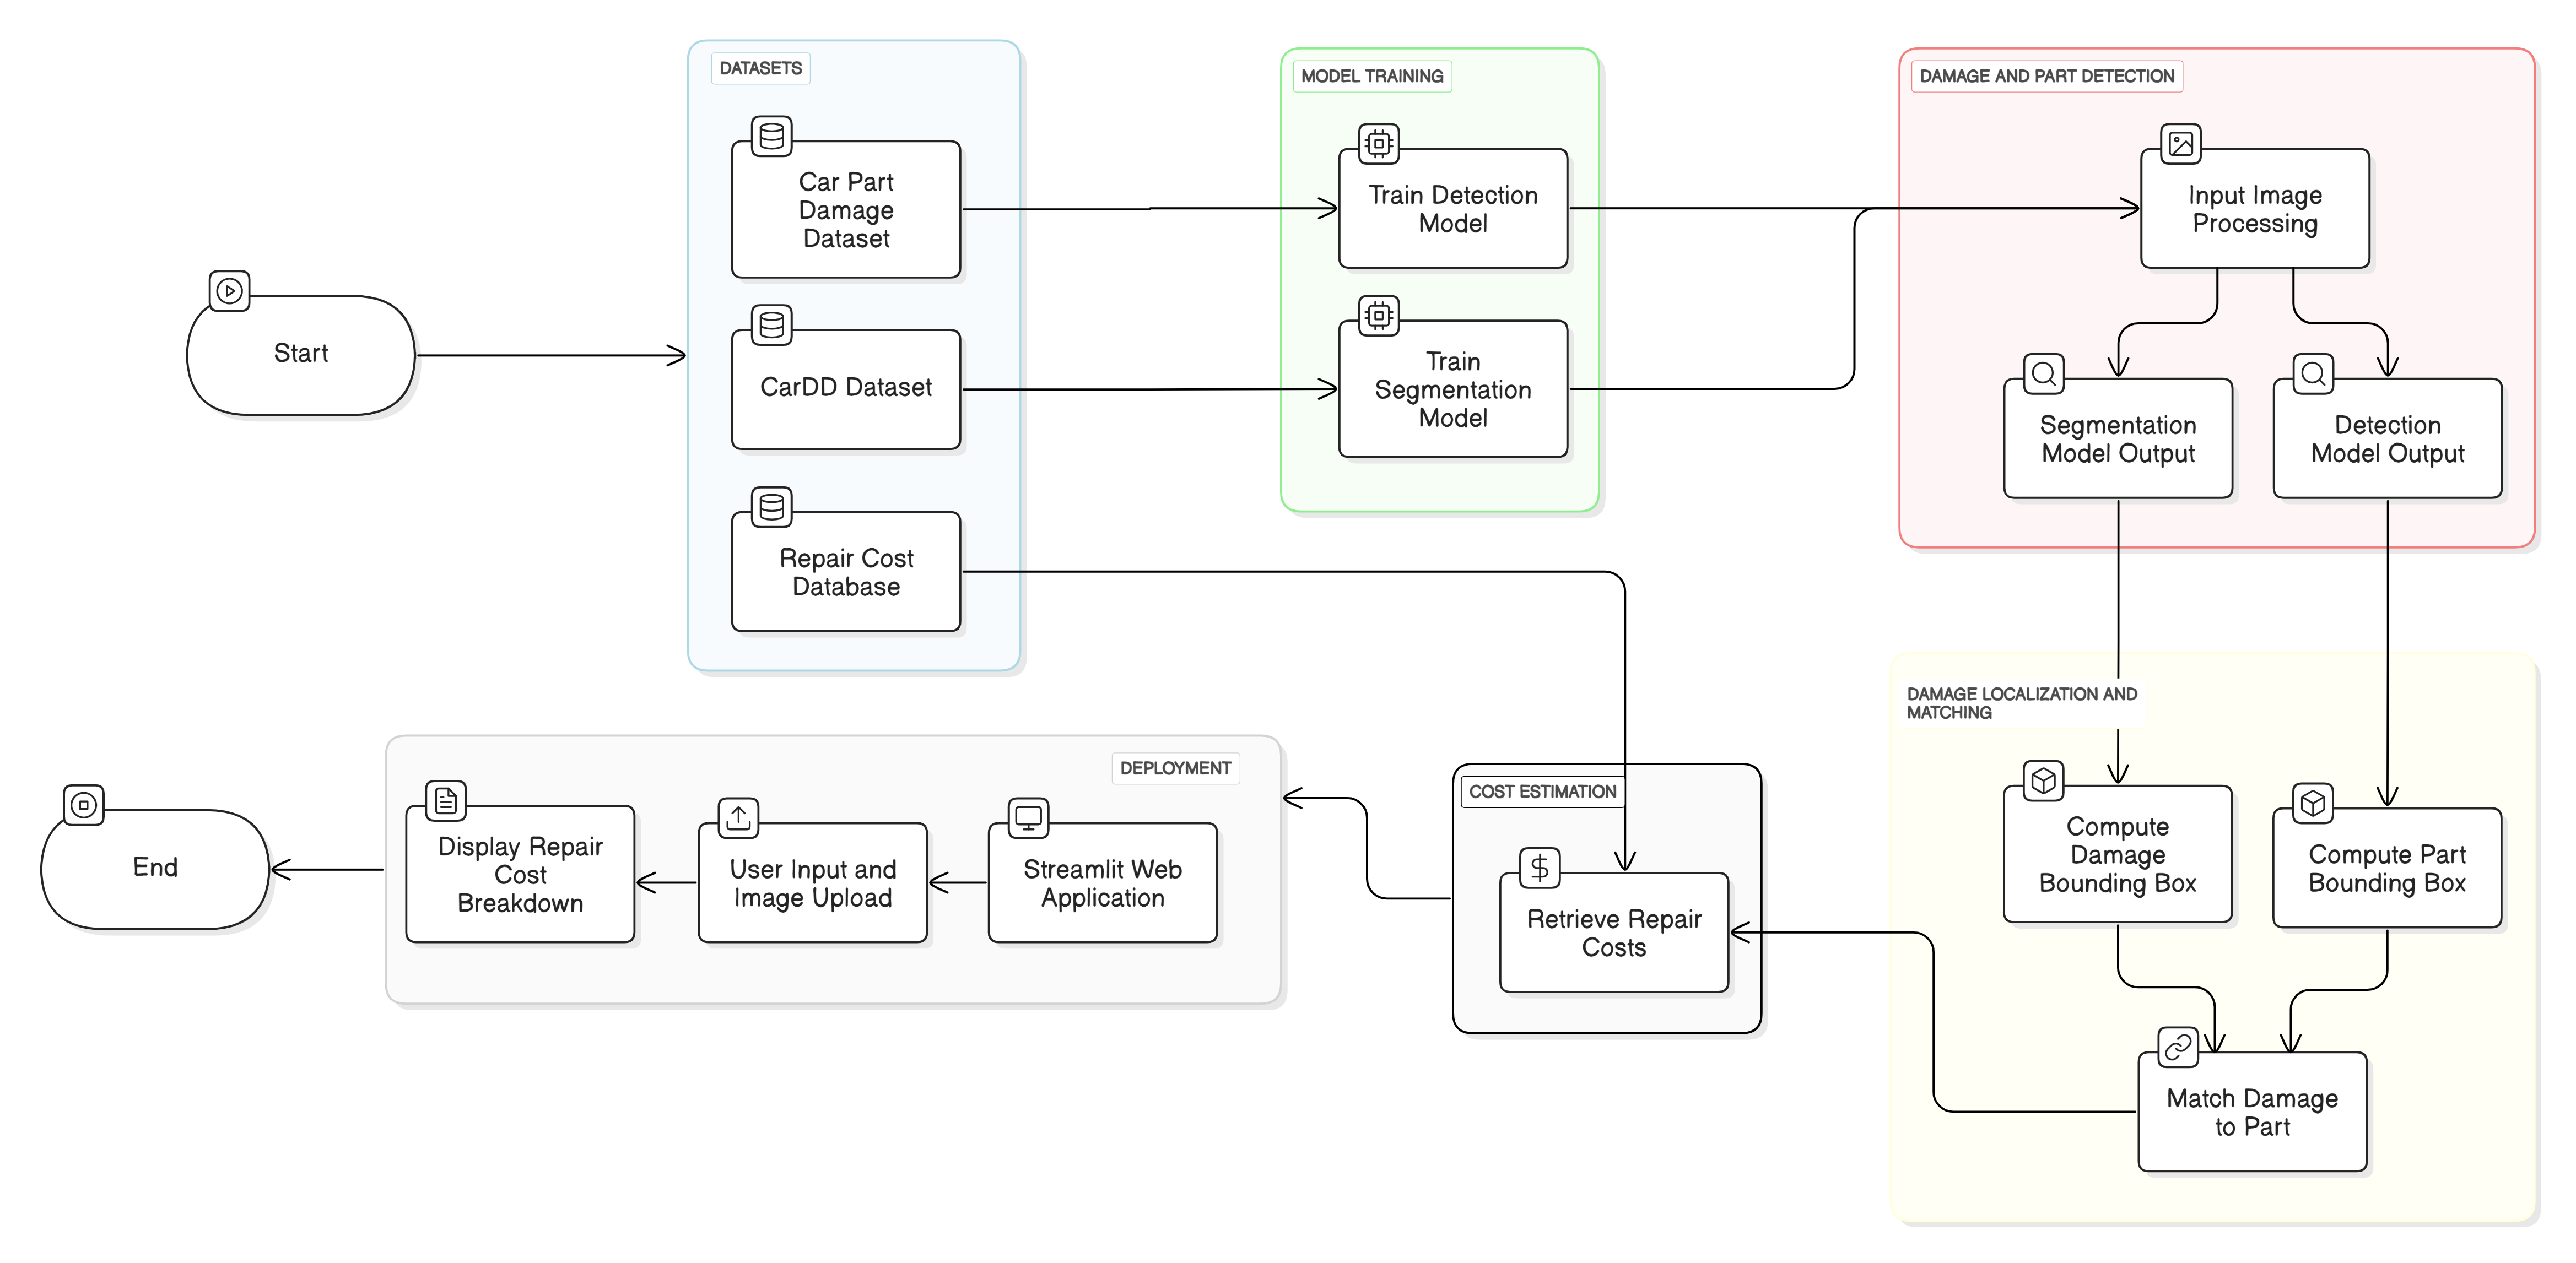 DATASETS
Car Part
Damage
Dataset
CarDD Dataset
Repair Cost
Database
MODEL TRAINING
Train Detection
Model
Train
Segmentation
Model
DAMAGE AND PART DETECTION
Input Image
Processing
Segmentation
Model Output
Detection
Model Output
Start
DAMAGE LOCALIZATION AND
MATCHING
Compute
Damage
Bounding Box
Compute Part
Bounding Box
Match Damage
to Part
COST ESTIMATION
Retrieve Repair
Costs
DEPLOYMENT
Streamlit Web
Application
User Input and
Image Upload
Display Repair
Cost
Breakdown
End